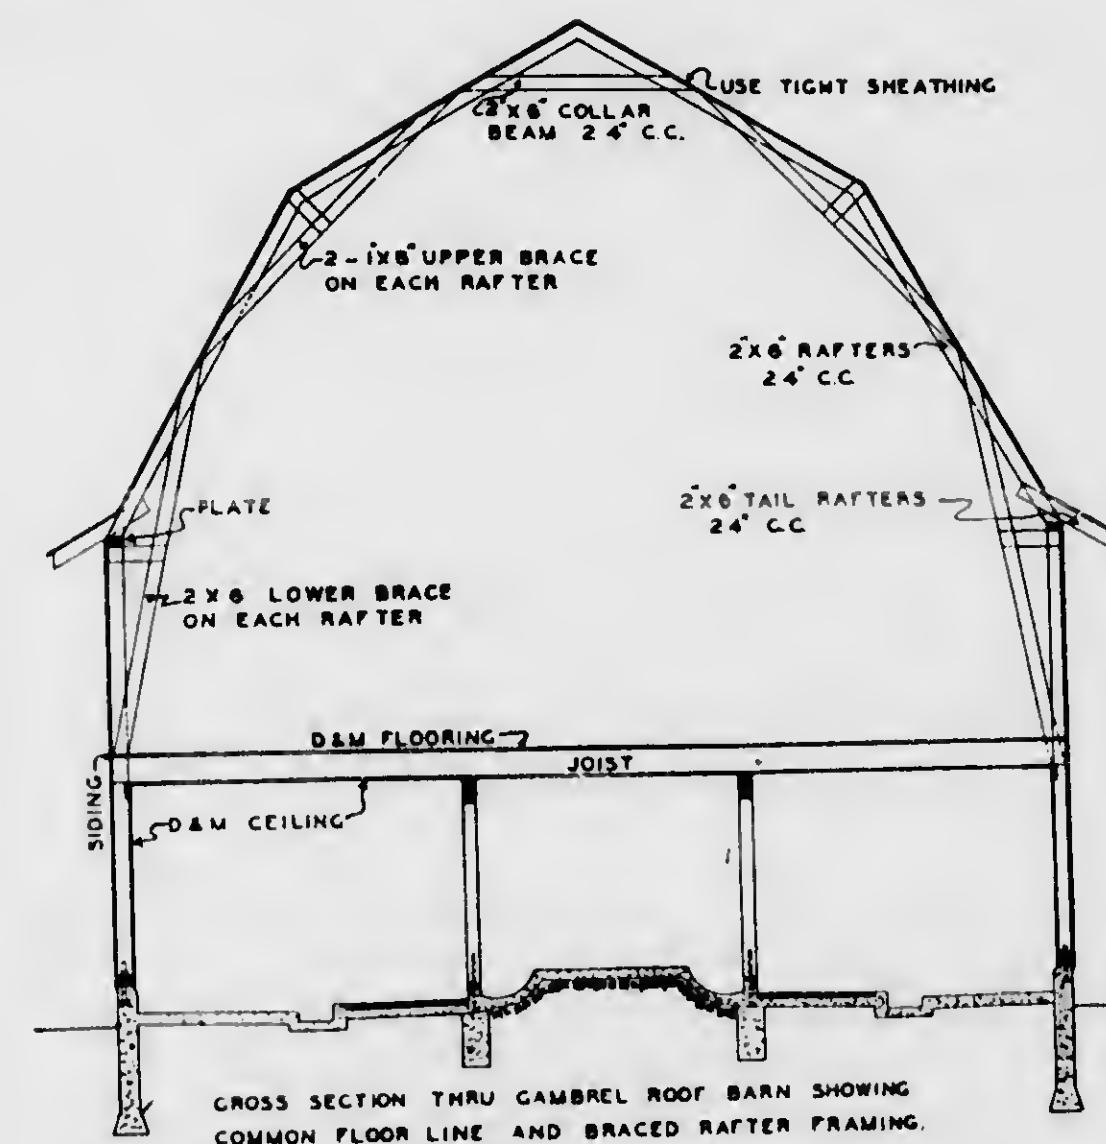 USE TIGHT SHEATHING
2"X6" COLLAR
BEAM 24" C.C.
2-1"X8" UPPER BRACE
ON EACH RAFTER
2"X6" RAFTERS
24" C.C.
PLATE
2"X6" TAIL RAFTERS
24" C.C.
2 X 6 LOWER BRACE
ON EACH RAFTER
D&M FLOORING
JOIST
SIDING
D&M CEILING
CROSS SECTION THRU GAMBREL ROOF BARN SHOWING
COMMON FLOOR LINE AND BRACED RAFTER FRAMING.